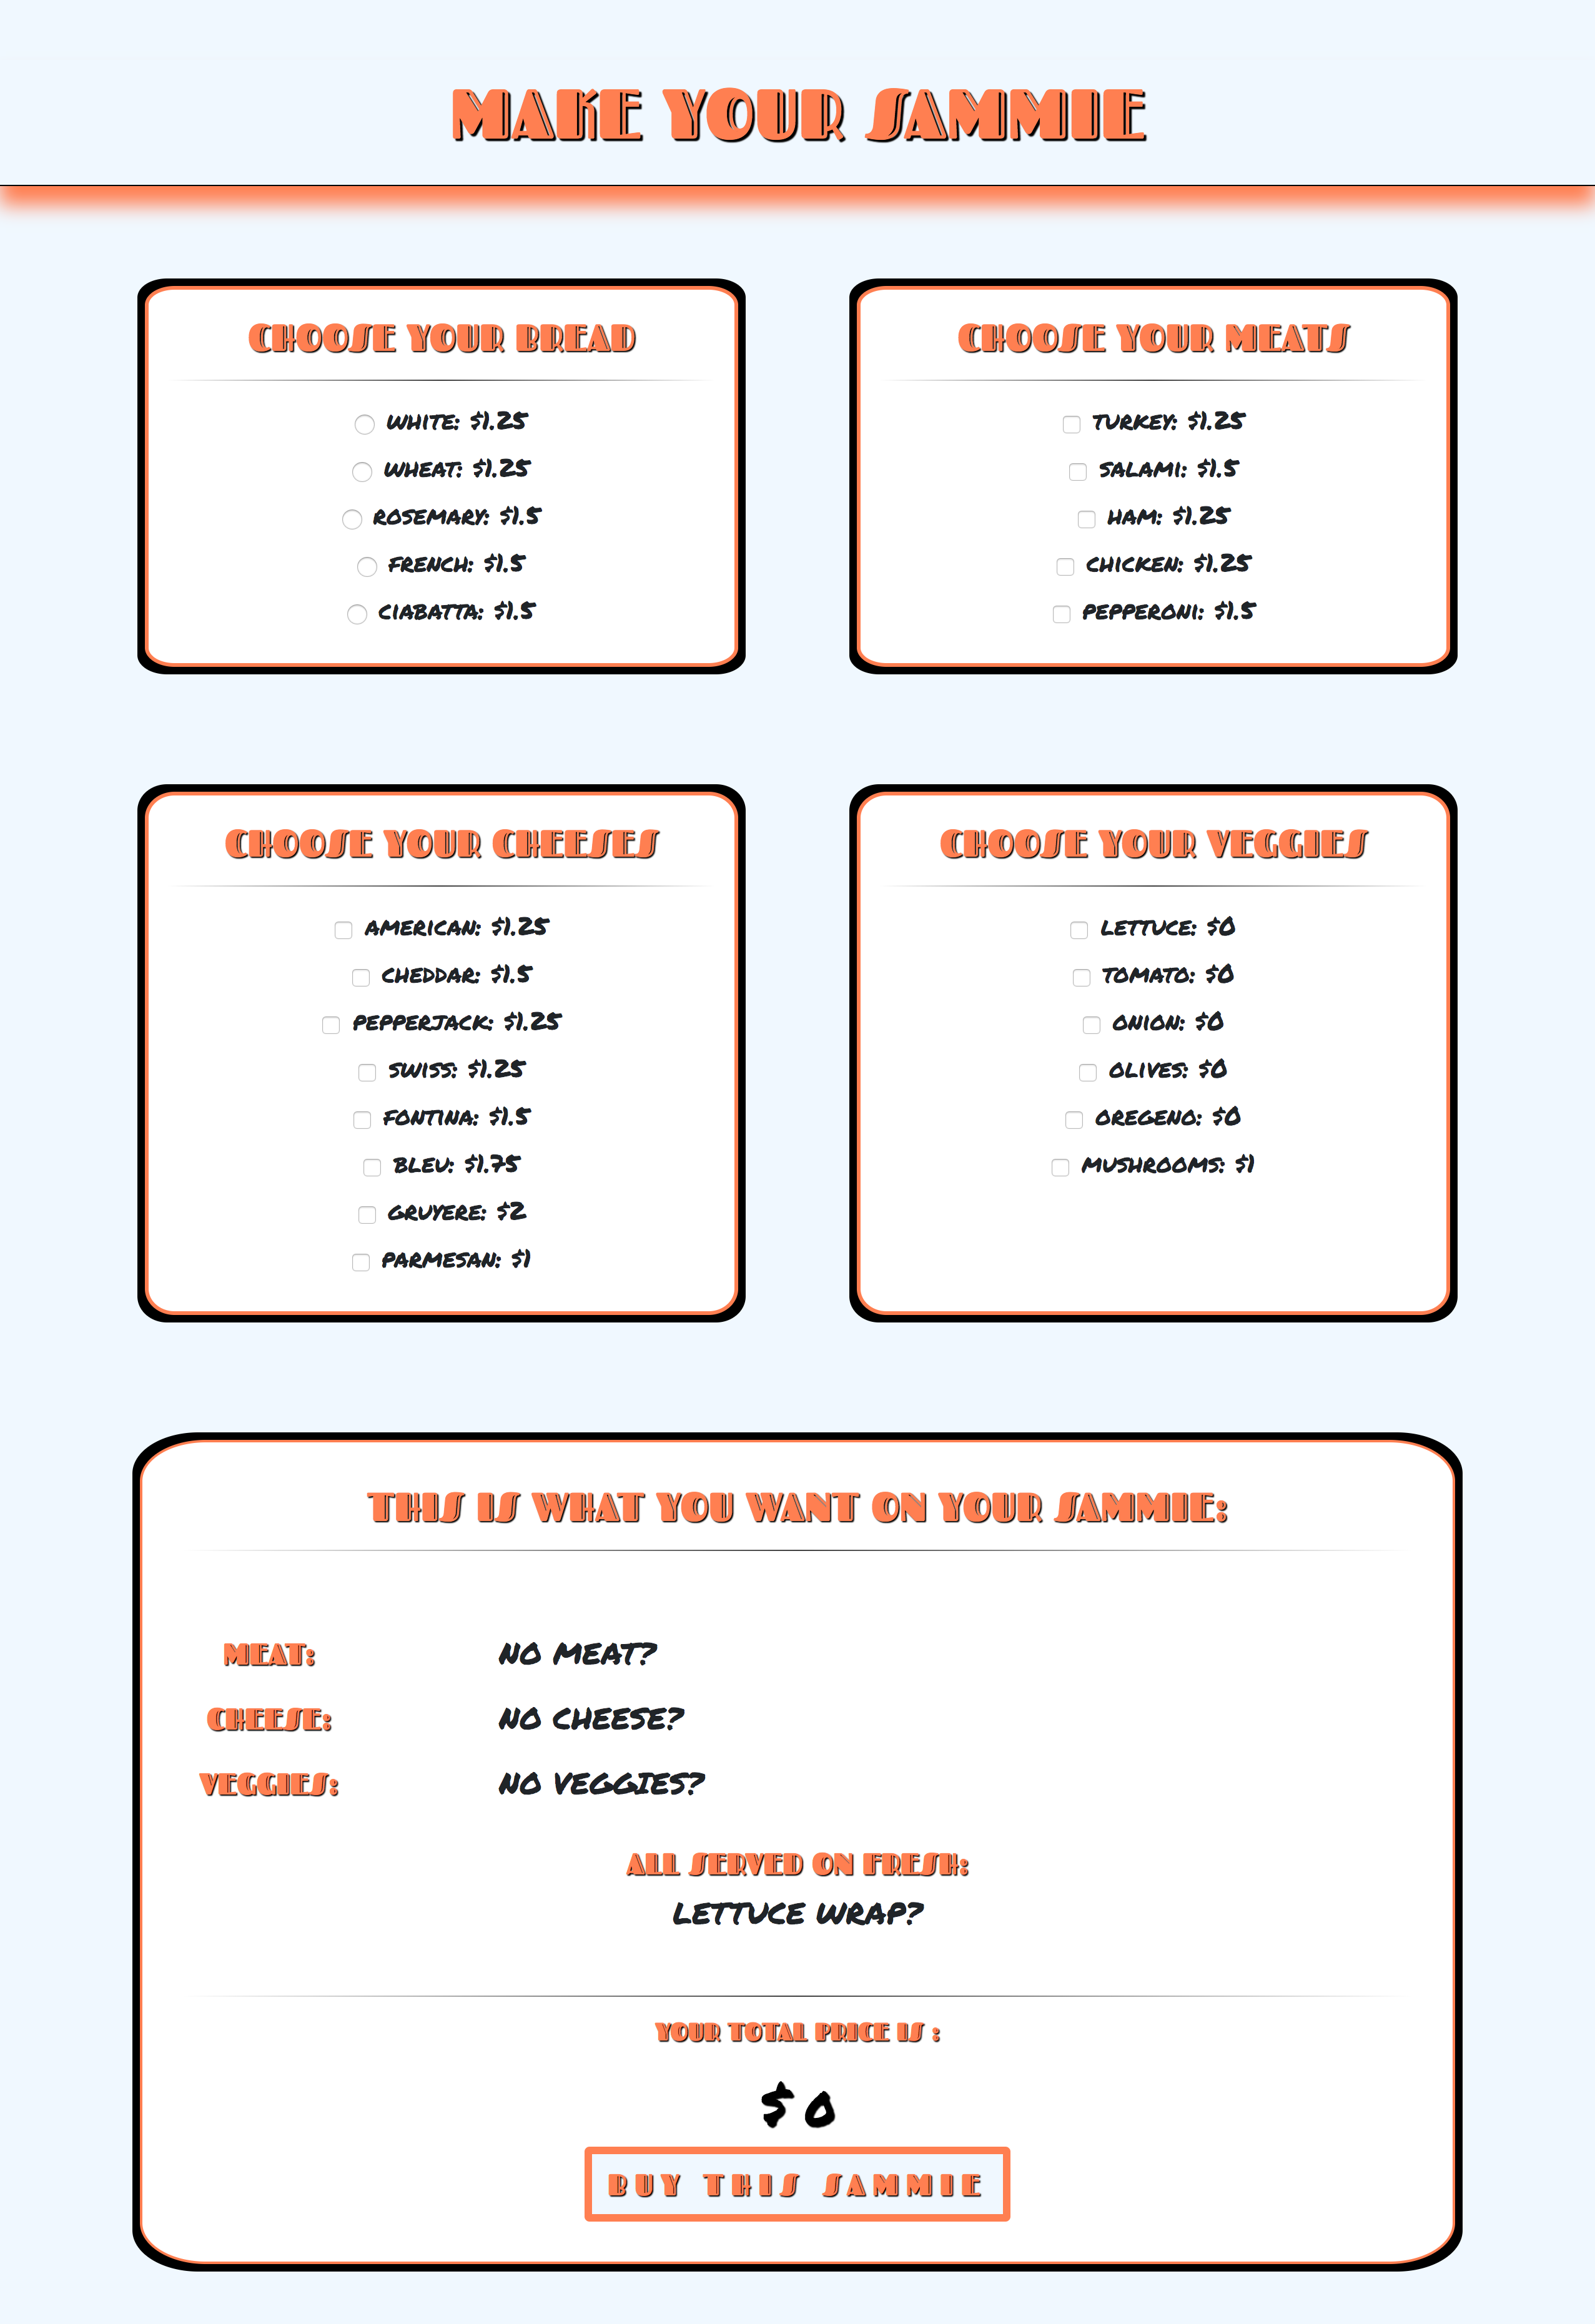 MAKE YOUR SAMMIE
CHOOSE YOUR BREAD
WHITE: $1.25
WHEAT: $1.25
ROSEMARY: $1.5
FRENCH: $1.5
CIABATTA: $1.5
CHOOSE YOUR MEATS
TURKEY: $1.25
SALAMI: $1.5
HAM: $1.25
CHICKEN: $1.25
PEPPERONI: $1.5
CHOOSE YOUR CHEESES
AMERICAN: $1.25
CHEDDAR: $1.5
PEPPERJACK: $1.25
SWISS: $1.25
FONTINA: $1.5
BLEU: $1.75
GRUYERE: $2
PARMESAN: $1
CHOOSE YOUR VEGGIES
LETTUCE: $0
TOMATO: $0
ONION: $0
OLIVES: $0
OREGENO: $0
MUSHROOMS: $1
THIS IS WHAT YOU WANT ON YOUR SAMMIE:
MEAT: NO MEAT?
CHEESE: NO CHEESE?
VEGGIES: NO VEGGIES?
ALL SERVED ON FRESH:
LETTUCE WRAP?
YOUR TOTAL PRICE IS :
$ 0
BUY THIS SAMMIE